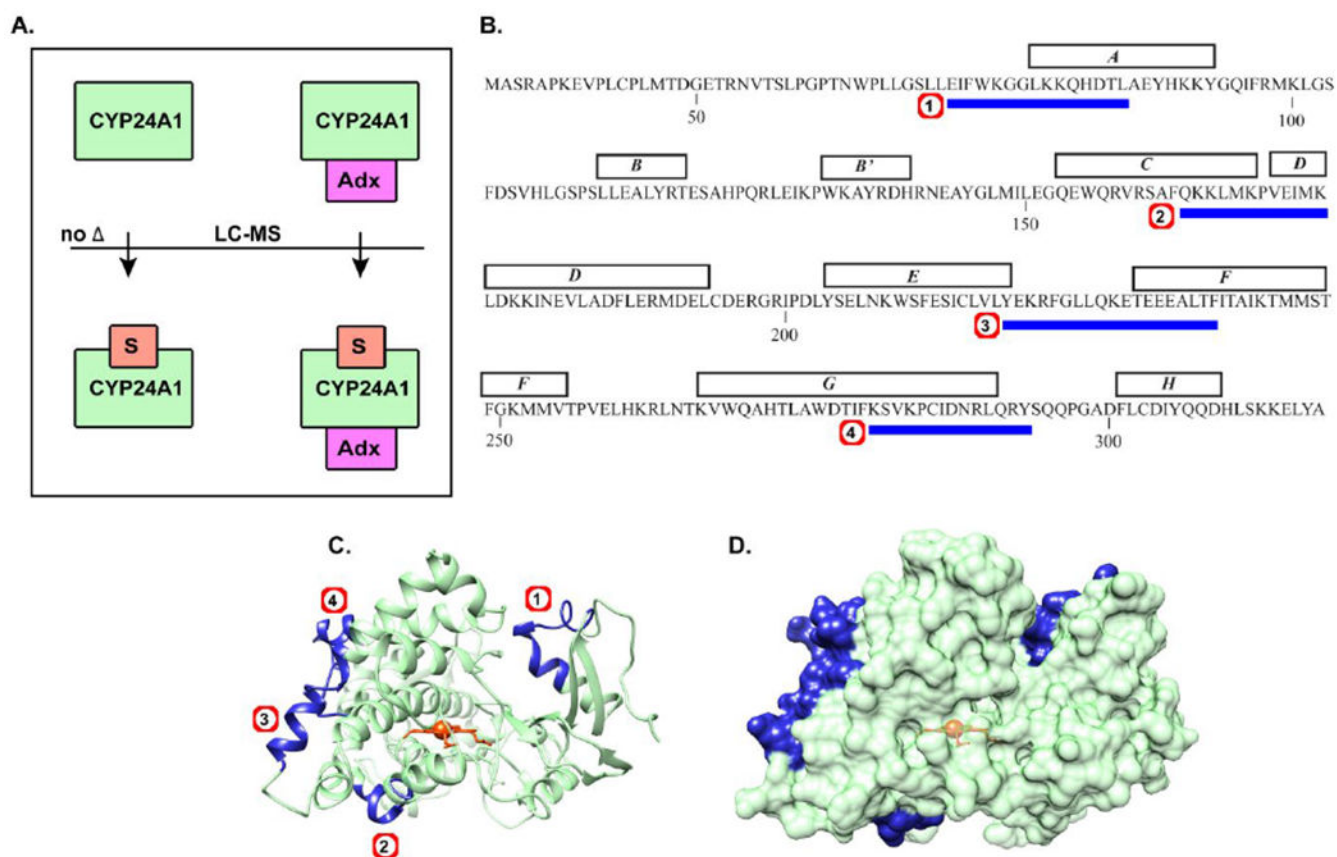 A.
CYP24A1
CYP24A1
Adx
no Δ
LC-MS
S
S
CYP24A1
CYP24A1
Adx
B.
A
MASRAPKEVPLCPLMTDGETRNVTSLPGPTNWPLLGSLLEIFWKGGLKKQHDTLAEYHKKYGQIFRMKLGS
1
50
100
B
B’
C
D
FDSVHLGSPSLLEALYRTESAHPQRLEIKPWKAYRDHRNEAYGLMILEGQEWQRVRSAFQKKLMKPVEIMK
2
150
D
E
F
LDKKINEVLADFLERMDELCDERGRIPDLYSELNKWSFESICLVLYEKRFGLLQKETEEEALTFITAIKTMMST
3
200
F
G
H
FGKMMVTPVELHKRLNTKVWQAHTLAWDTIFKSVKPCIDNRLQRYSQQPGADFLCDIYQQDHLSKKELYA
4
250
300
C.
4
1
3
2
D.